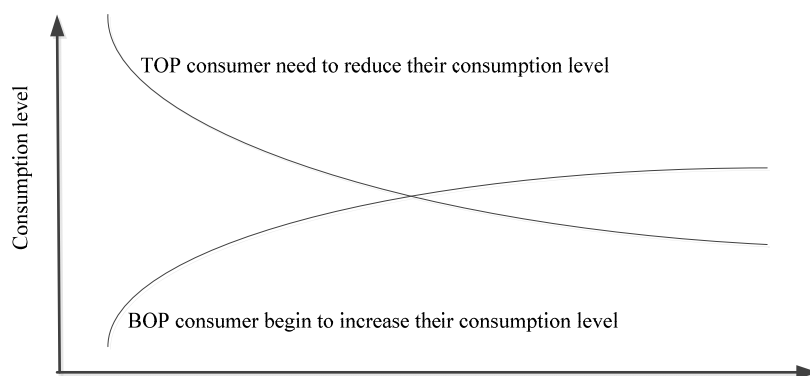 TOP consumer need to reduce their consumption level
Consumption level
BOP consumer begin to increase their consumption level